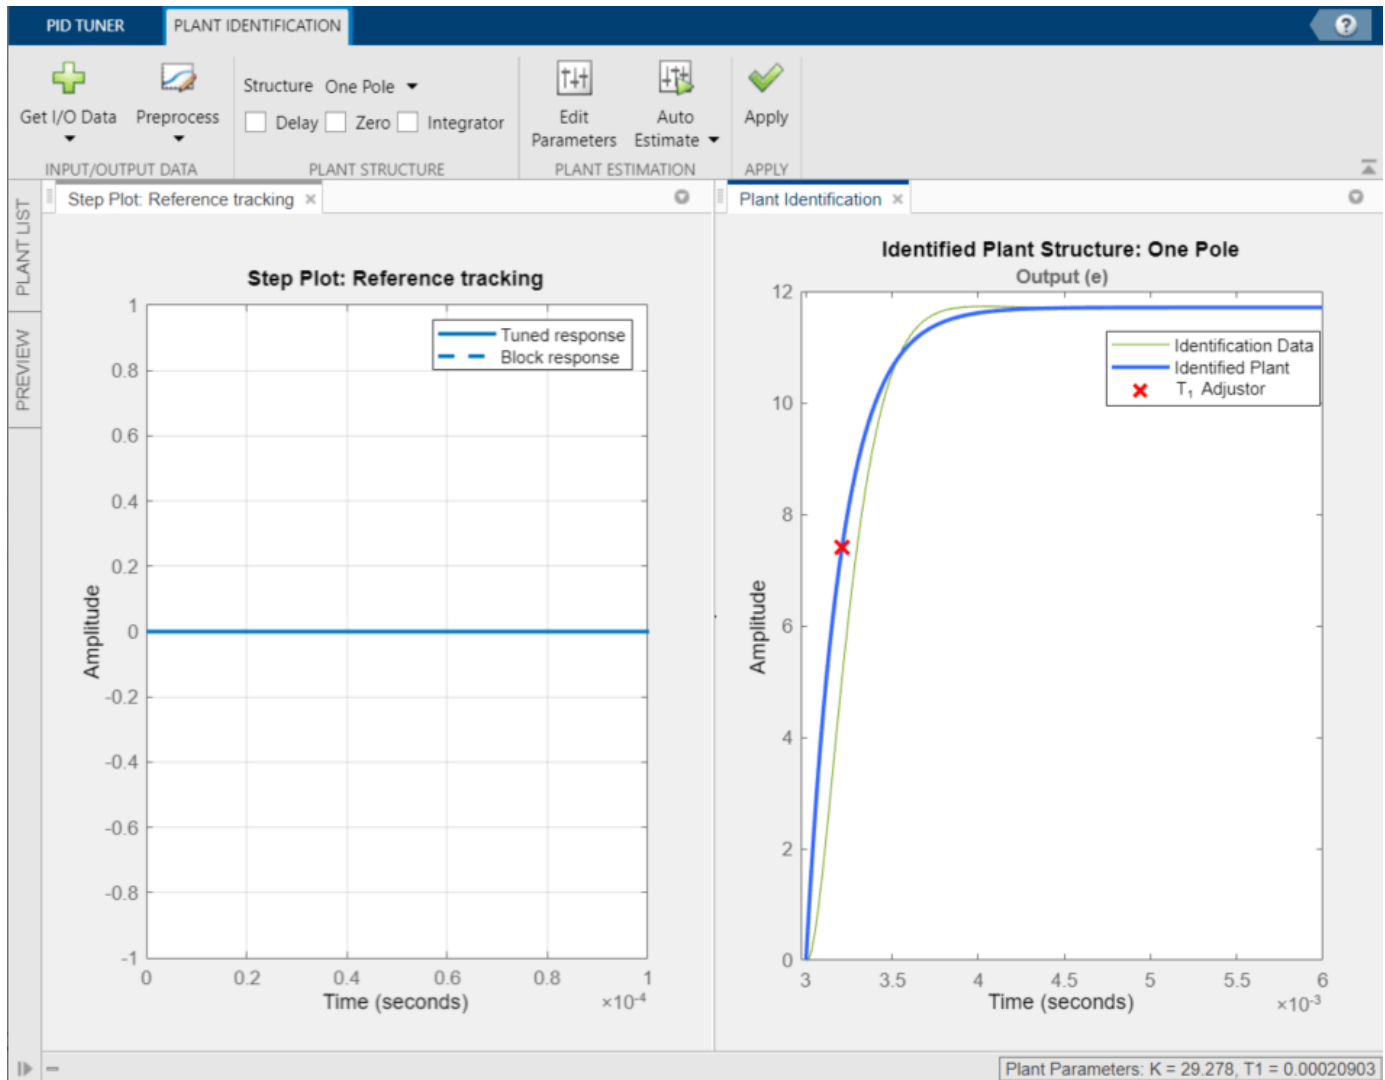 PID TUNER
PLANT IDENTIFICATION
?
Get I/O Data
Preprocess
Structure One Pole
Delay Zero Integrator
Edit
Parameters
Auto
Estimate
Apply
INPUT/OUTPUT DATA
PLANT STRUCTURE
PLANT ESTIMATION
APPLY
PLANT LIST
PREVIEW
Step Plot: Reference tracking ×
Step Plot: Reference tracking
Tuned response
Block response
1
0.8
0.6
0.4
0.2
0
-0.2
-0.4
-0.6
-0.8
-1
Amplitude
0 0.2 0.4 0.6 0.8 1
Time (seconds)
×10⁻⁴
Plant Identification ×
Identified Plant Structure: One Pole
Output (e)
Identification Data
Identified Plant
T₁ Adjustor
12
10
8
6
4
2
0
Amplitude
3 3.5 4 4.5 5 5.5 6
Time (seconds)
×10⁻³
Plant Parameters: K = 29.278, T1 = 0.00020903